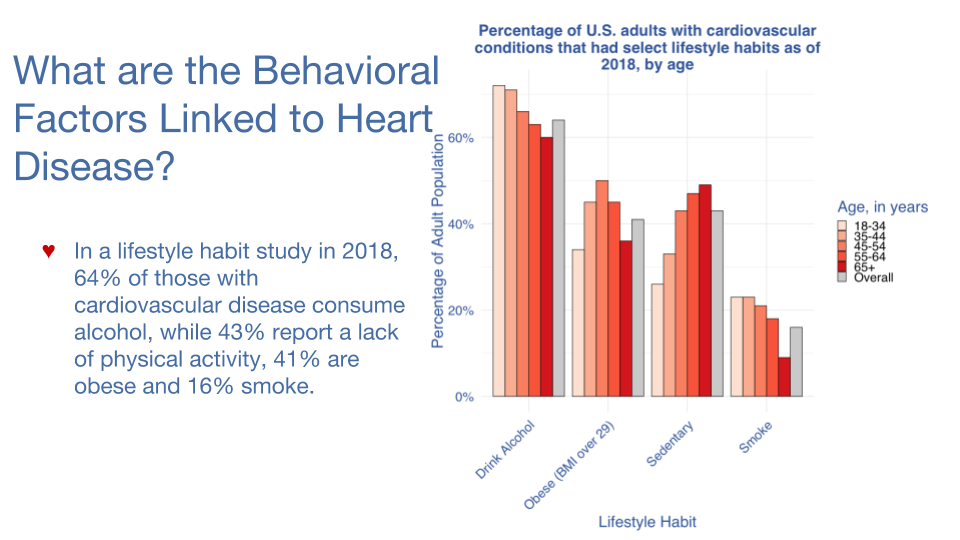 What are the Behavioral
Factors Linked to Heart
Disease?
♥ In a lifestyle habit study in 2018,
64% of those with
cardiovascular disease consume
alcohol, while 43% report a lack
of physical activity, 41% are
obese and 16% smoke.
Percentage of U.S. adults with cardiovascular
conditions that had select lifestyle habits as of
2018, by age
Percentage of Adult Population
60%
40%
20%
0%
Drink Alcohol
Obese (BMI over 29)
Sedentary
Smoke
Lifestyle Habit
Age, in years
18-34
35-44
45-54
55-64
65+
Overall